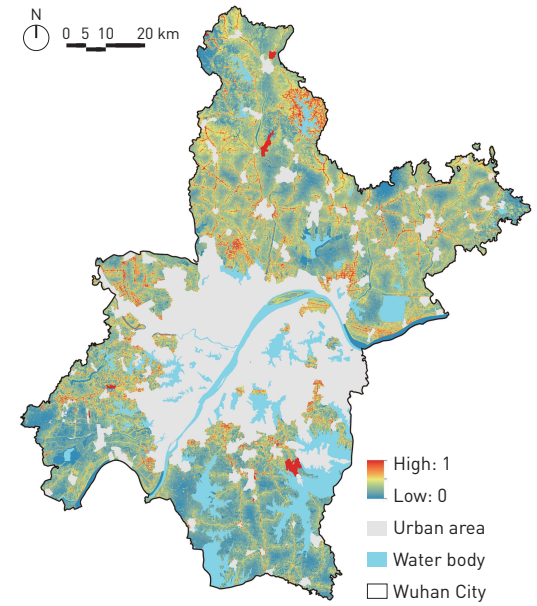 N
0 5 10 20 km
High: 1
Low: 0
Urban area
Water body
Wuhan City